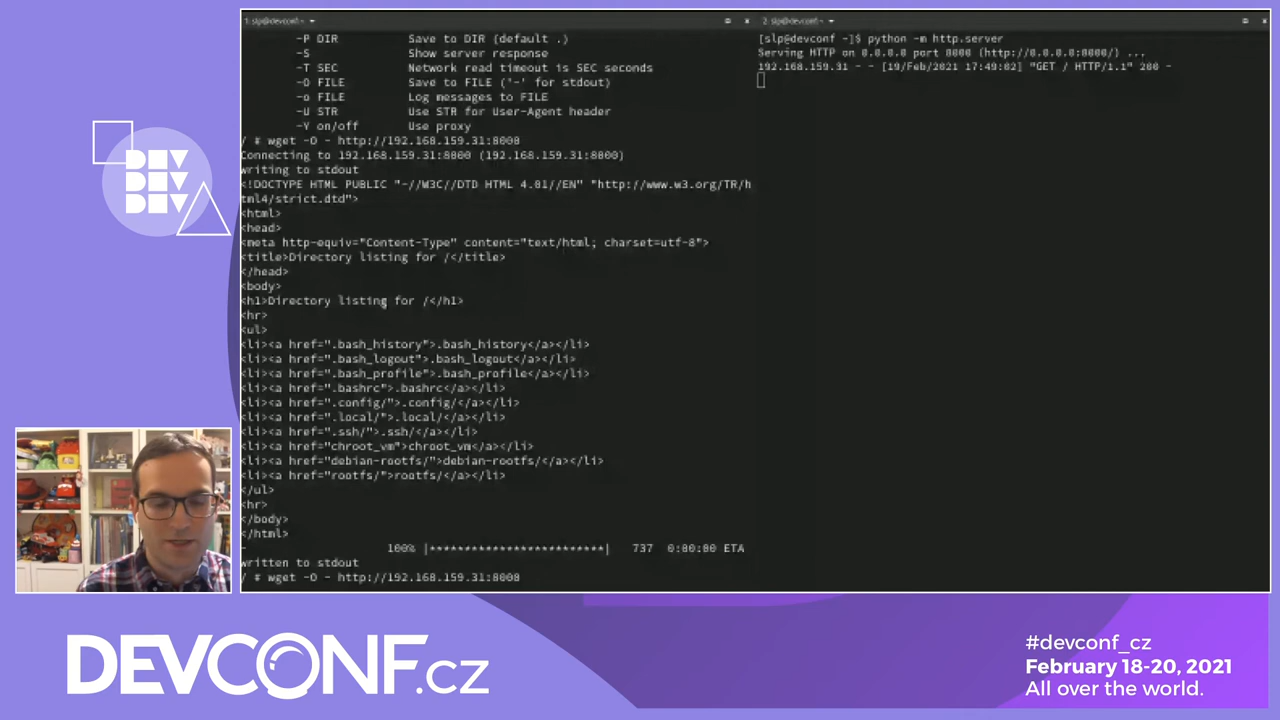 1: slp@devconf:~
-P DIR Save to DIR (default .)
-S Show server response
-T SEC Network read timeout is SEC seconds
-O FILE Save to FILE ('-' for stdout)
-o FILE Log messages to FILE
-U STR Use STR for User-Agent header
-Y on/off Use proxy
/ # wget -O - http://192.168.159.31:8000
Connecting to 192.168.159.31:8000 (192.168.159.31:8000)
writing to stdout
<!DOCTYPE HTML PUBLIC "-//W3C//DTD HTML 4.01//EN" "http://www.w3.org/TR/h
tml4/strict.dtd">
<html>
<head>
<meta http-equiv="Content-Type" content="text/html; charset=utf-8">
<title>Directory listing for /</title>
</head>
<body>
<h1>Directory listing for /</h1>
<hr>
<ul>
<li><a href=".bash_history">.bash_history</a></li>
<li><a href=".bash_logout">.bash_logout</a></li>
<li><a href=".bash_profile">.bash_profile</a></li>
<li><a href=".bashrc">.bashrc</a></li>
<li><a href=".config/">.config/</a></li>
<li><a href=".local/">.local/</a></li>
<li><a href=".ssh/">.ssh/</a></li>
<li><a href="chroot_vm">chroot_vm</a></li>
<li><a href="debian-rootfs/">debian-rootfs/</a></li>
<li><a href="rootfs/">rootfs/</a></li>
</ul>
<hr>
</body>
</html>
- 100% |**************************| 737 0:00:00 ETA
written to stdout
/ # wget -O - http://192.168.159.31:8000
2: slp@devconf:~
[slp@devconf ~]$ python -m http.server
Serving HTTP on 0.0.0.0 port 8000 (http://0.0.0.0:8000/) ...
192.168.159.31 - - [19/Feb/2021 17:49:02] "GET / HTTP/1.1" 200 -
DEV
DEV
DEV
DEVCONF.cz
#devconf_cz
February 18-20, 2021
All over the world.